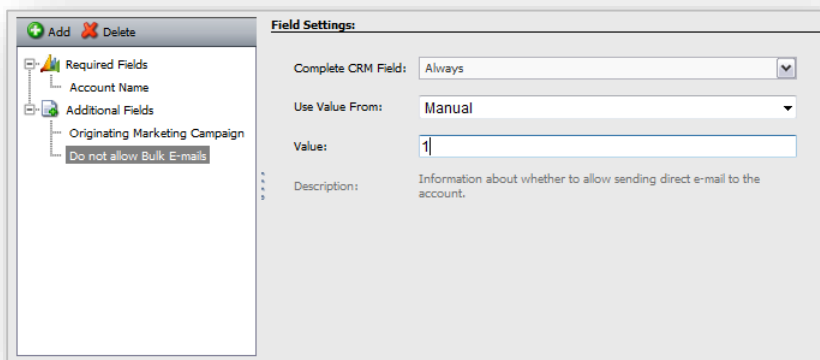 Add Delete
Required Fields
Account Name
Additional Fields
Originating Marketing Campaign
Do not allow Bulk E-mails
Field Settings:
Complete CRM Field: Always
Use Value From: Manual
Value: 1
Description: Information about whether to allow sending direct e-mail to the
account.